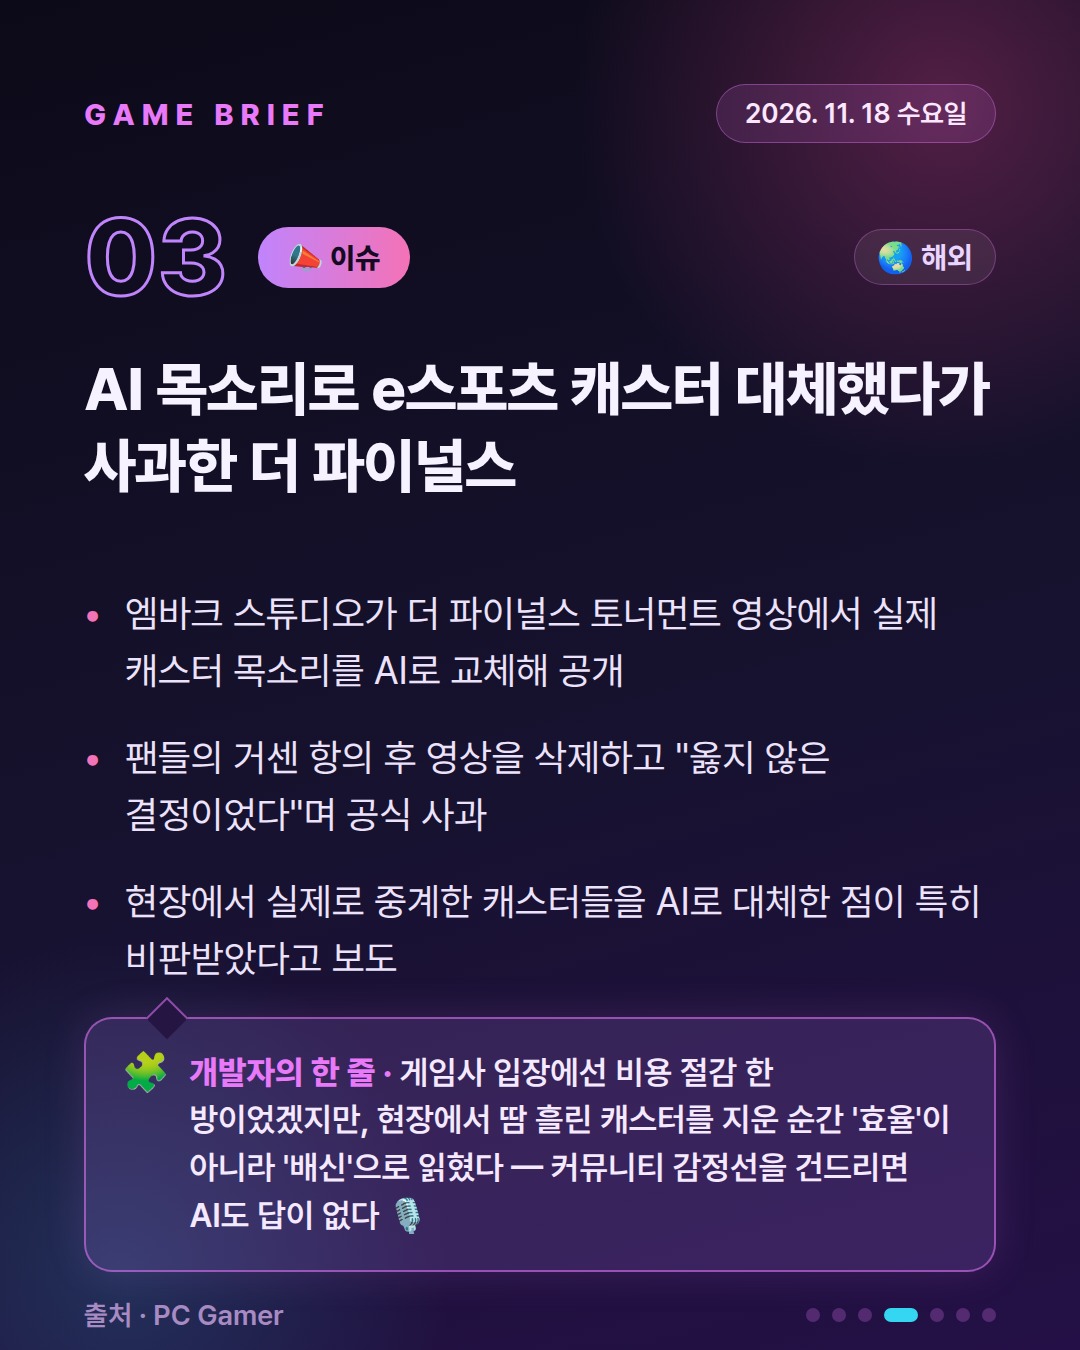 GAME BRIEF
2026. 11. 18 수요일
03
이슈
해외
AI 목소리로 e스포츠 캐스터 대체했다가
사과한 더 파이널스
엠바크 스튜디오가 더 파이널스 토너먼트 영상에서 실제
캐스터 목소리를 AI로 교체해 공개
팬들의 거센 항의 후 영상을 삭제하고 "옳지 않은
결정이었다"며 공식 사과
현장에서 실제로 중계한 캐스터들을 AI로 대체한 점이 특히
비판받았다고 보도
개발자의 한 줄 · 게임사 입장에선 비용 절감 한
방이었겠지만, 현장에서 땀 흘린 캐스터를 지운 순간 '효율'이
아니라 '배신'으로 읽혔다 — 커뮤니티 감정선을 건드리면
AI도 답이 없다
출처 · PC Gamer